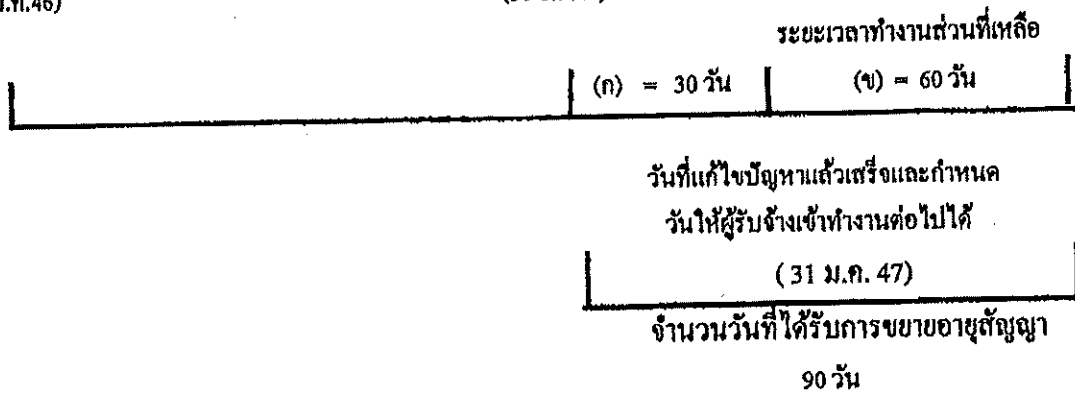 ระยะเวลาทำงานส่วนที่เหลือ
(ก) = 30 วัน (ข) = 60 วัน
วันที่แก้ไขปัญหาแล้วเสร็จและกำหนด
วันให้ผู้รับจ้างเข้าทำงานต่อไปได้
( 31 ม.ค. 47)
จำนวนวันที่ได้รับการขยายอายุสัญญา
90 วัน